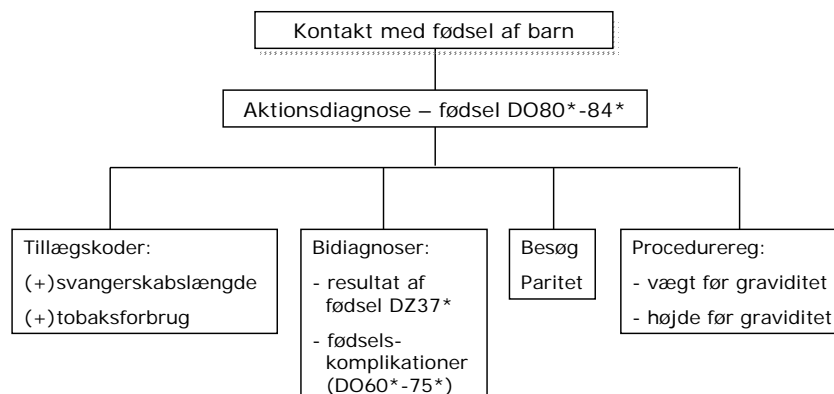 Kontakt med fødsel af barn
Aktionsdiagnose – fødsel DO80*-84*
Tillægskoder:
(+)svangerskabslængde
(+)tobaksforbrug
Bidiagnoser:
- resultat af
fødsel DZ37*
- fødsels-
komplikationer
(DO60*-75*)
Besøg
Paritet
Procedurereg:
- vægt før graviditet
- højde før graviditet